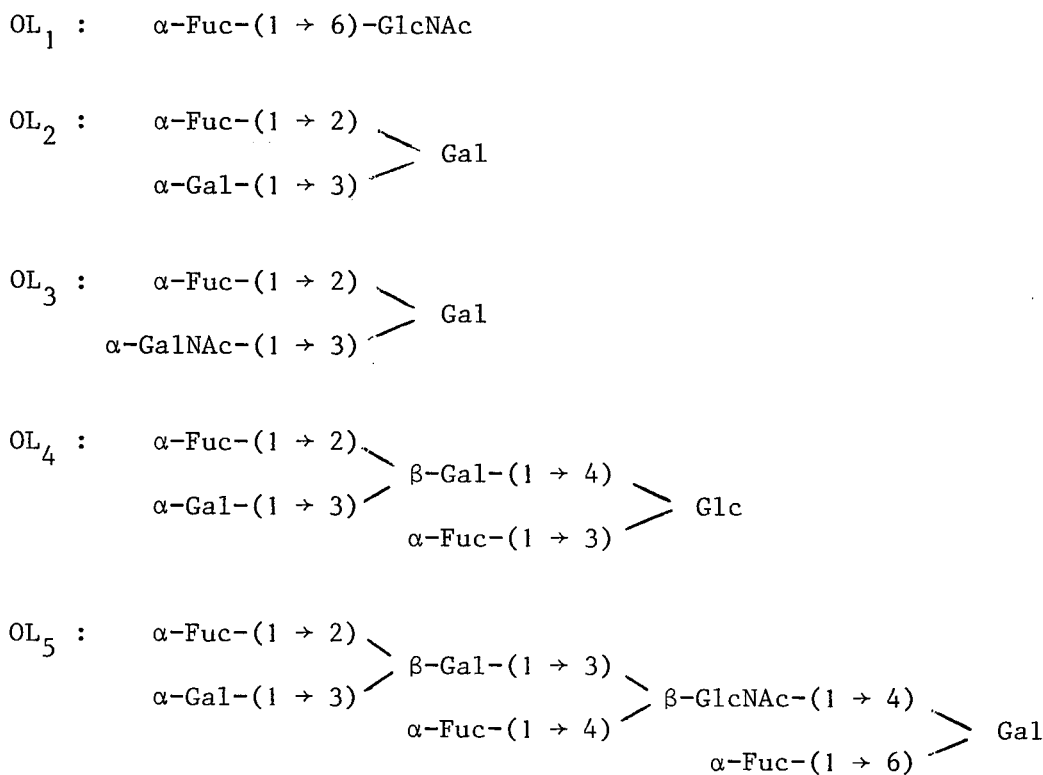 OL1 : α-Fuc-(1 → 6)-GlcNAc
OL2 : α-Fuc-(1 → 2)
Gal
α-Gal-(1 → 3)
OL3 : α-Fuc-(1 → 2)
Gal
α-GalNAc-(1 → 3)
OL4 : α-Fuc-(1 → 2)
β-Gal-(1 → 4)
α-Gal-(1 → 3)
Glc
α-Fuc-(1 → 3)
OL5 : α-Fuc-(1 → 2)
β-Gal-(1 → 3)
α-Gal-(1 → 3)
β-GlcNAc-(1 → 4)
α-Fuc-(1 → 4)
Gal
α-Fuc-(1 → 6)